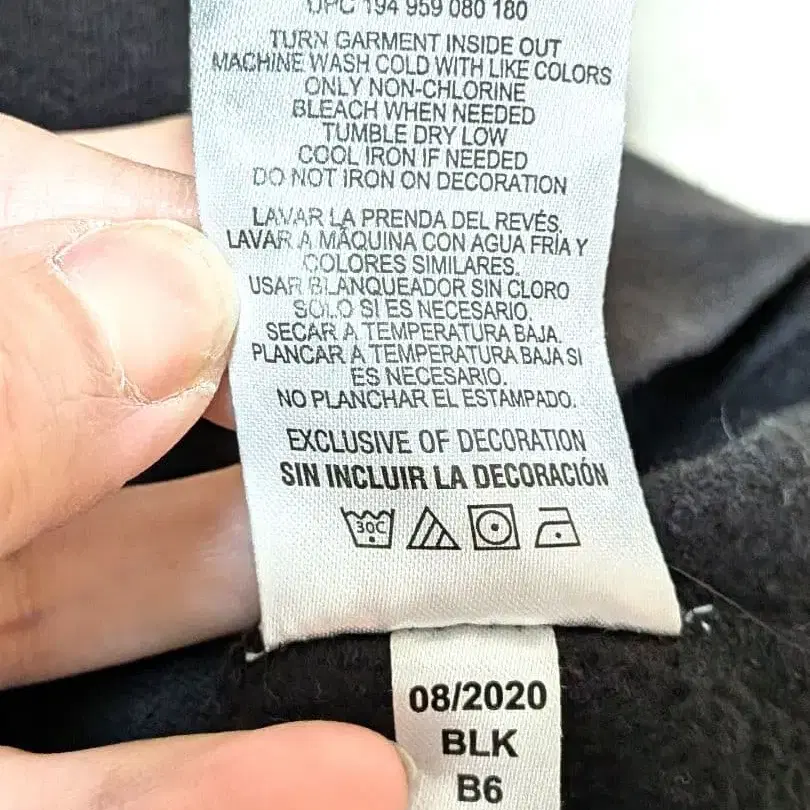 UPC 194 959 080 180
TURN GARMENT INSIDE OUT
MACHINE WASH COLD WITH LIKE COLORS
ONLY NON-CHLORINE
BLEACH WHEN NEEDED
TUMBLE DRY LOW
COOL IRON IF NEEDED
DO NOT IRON ON DECORATION
LAVAR LA PRENDA DEL REVÉS.
LAVAR A MÁQUINA CON AGUA FRÍA Y
COLORES SIMILARES.
USAR BLANQUEADOR SIN CLORO
SOLO SI ES NECESARIO.
SECAR A TEMPERATURA BAJA.
PLANCAR A TEMPERATURA BAJA SI
ES NECESARIO.
NO PLANCHAR EL ESTAMPADO.
EXCLUSIVE OF DECORATION
SIN INCLUIR LA DECORACIÓN
30C
08/2020
BLK
B6